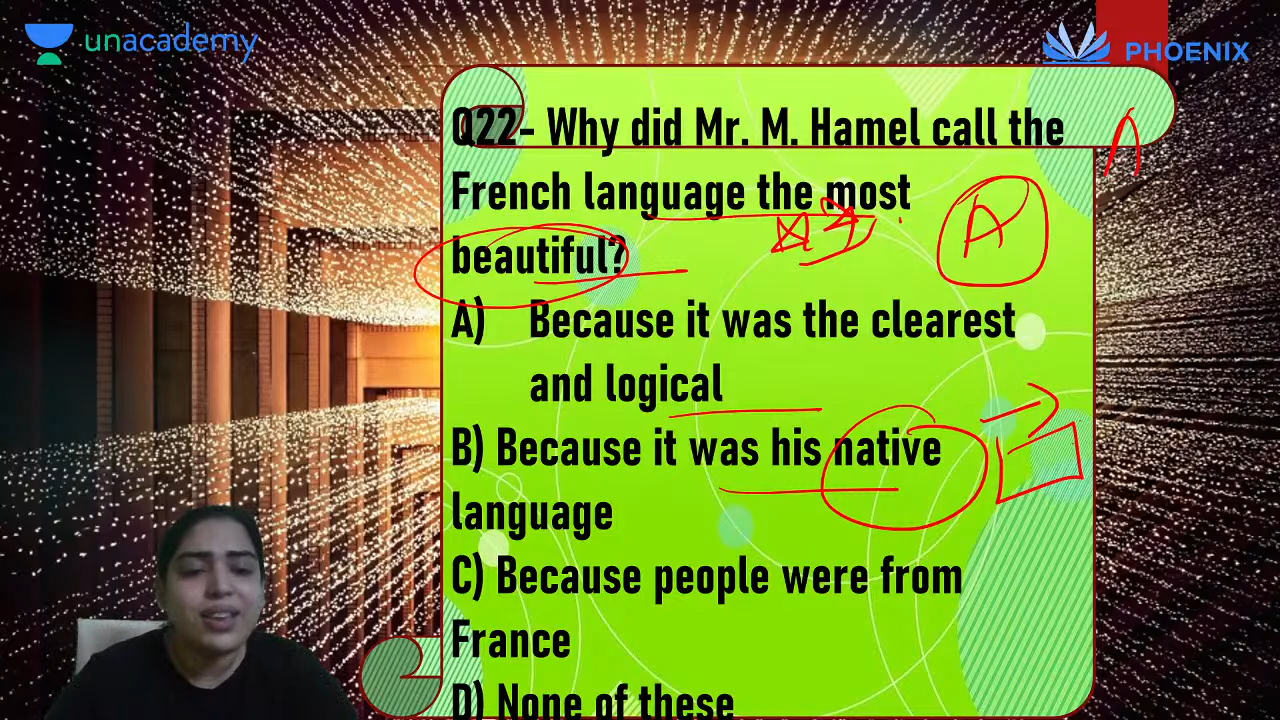 unacademy
PHOENIX
Q22- Why did Mr. M. Hamel call the
French language the most
beautiful?
A
A) Because it was the clearest
and logical
B) Because it was his native
language
C) Because people were from
France
D) None of these